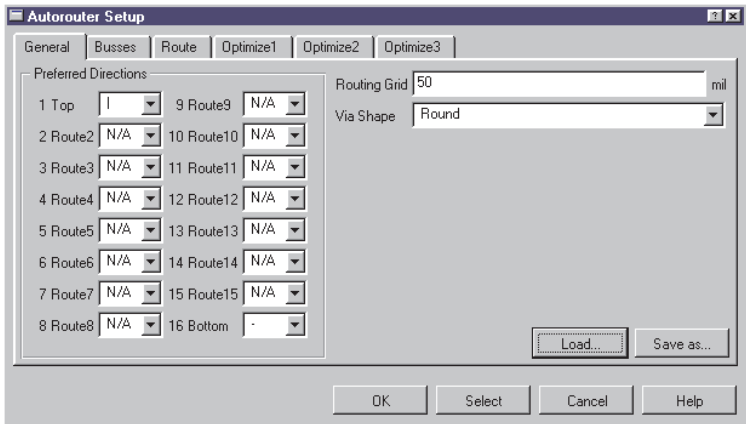 Autorouter Setup
General Busses Route Optimize1 Optimize2 Optimize3
Preferred Directions
1 Top | 9 Route9 N/A
2 Route2 N/A 10 Route10 N/A
3 Route3 N/A 11 Route11 N/A
4 Route4 N/A 12 Route12 N/A
5 Route5 N/A 13 Route13 N/A
6 Route6 N/A 14 Route14 N/A
7 Route7 N/A 15 Route15 N/A
8 Route8 N/A 16 Bottom -
Routing Grid 50 mil
Via Shape Round
Load... Save as...
OK Select Cancel Help